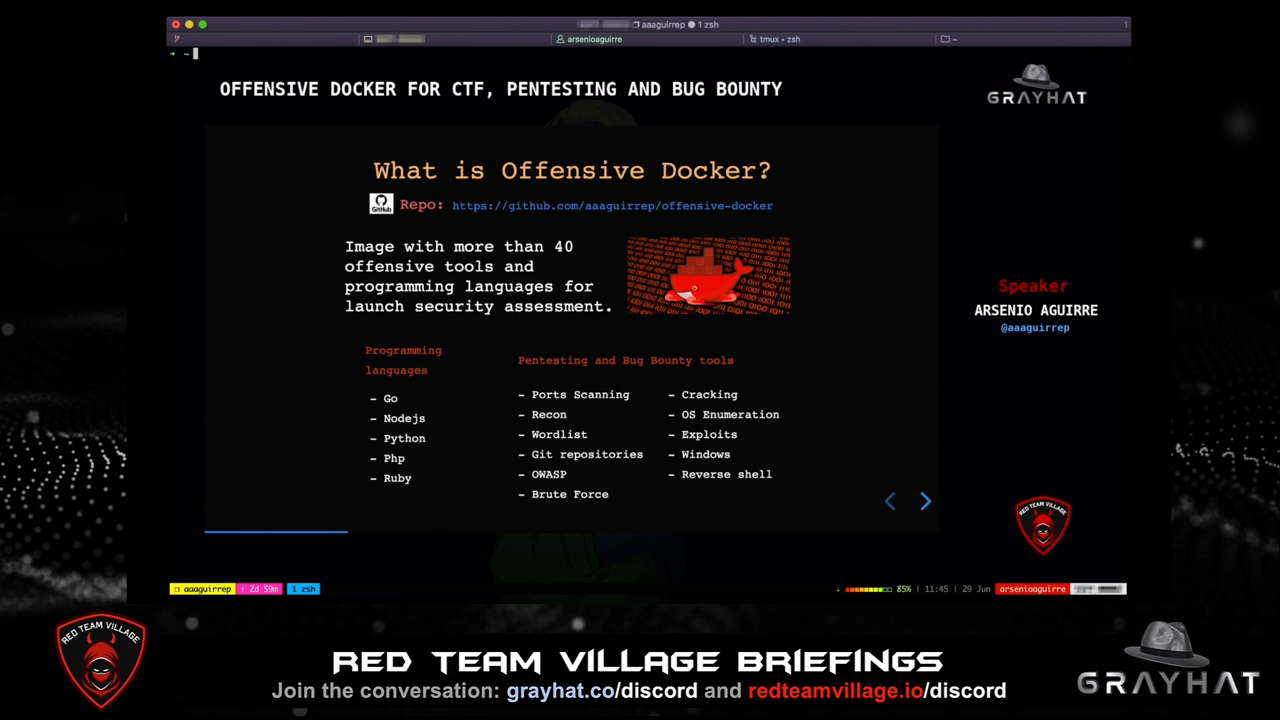 aaaguirrep 1 zsh
1
arsenioaguirre
tmux - zsh
~
~
OFFENSIVE DOCKER FOR CTF, PENTESTING AND BUG BOUNTY
GRAYHAT
What is Offensive Docker?
GitHub
Repo: https://github.com/aaaguirrep/offensive-docker
Image with more than 40
offensive tools and
programming languages for
launch security assessment.
Speaker
ARSENIO AGUIRRE
@aaaguirrep
Programming
languages
- Go
- Nodejs
- Python
- Php
- Ruby
Pentesting and Bug Bounty tools
- Ports Scanning
- Recon
- Wordlist
- Git repositories
- OWASP
- Brute Force
- Cracking
- OS Enumeration
- Exploits
- Windows
- Reverse shell
RED TEAM VILLAGE
aaaguirrep ↑ 2d 59m 1 zsh
↓ 85% | 11:45 | 29 Jun arsenioaguirre
RED TEAM VILLAGE
RED TEAM VILLAGE BRIEFINGS
Join the conversation: grayhat.co/discord and redteamvillage.io/discord
GRAYHAT